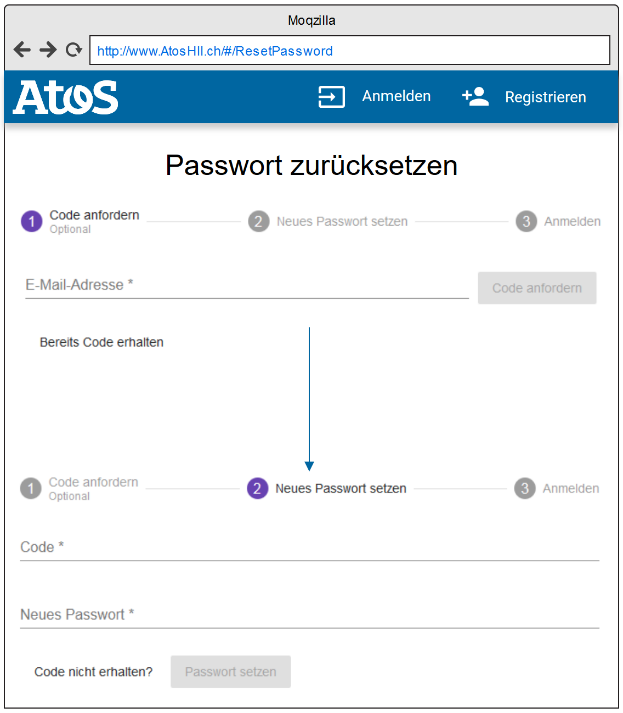 Moqzilla
http://www.AtosHII.ch/#/ResetPassword
Atos Anmelden Registrieren
Passwort zurücksetzen
1 Code anfordern 2 Neues Passwort setzen 3 Anmelden
Optional
E-Mail-Adresse * Code anfordern
Bereits Code erhalten
1 Code anfordern 2 Neues Passwort setzen 3 Anmelden
Optional
Code *
Neues Passwort *
Code nicht erhalten? Passwort setzen